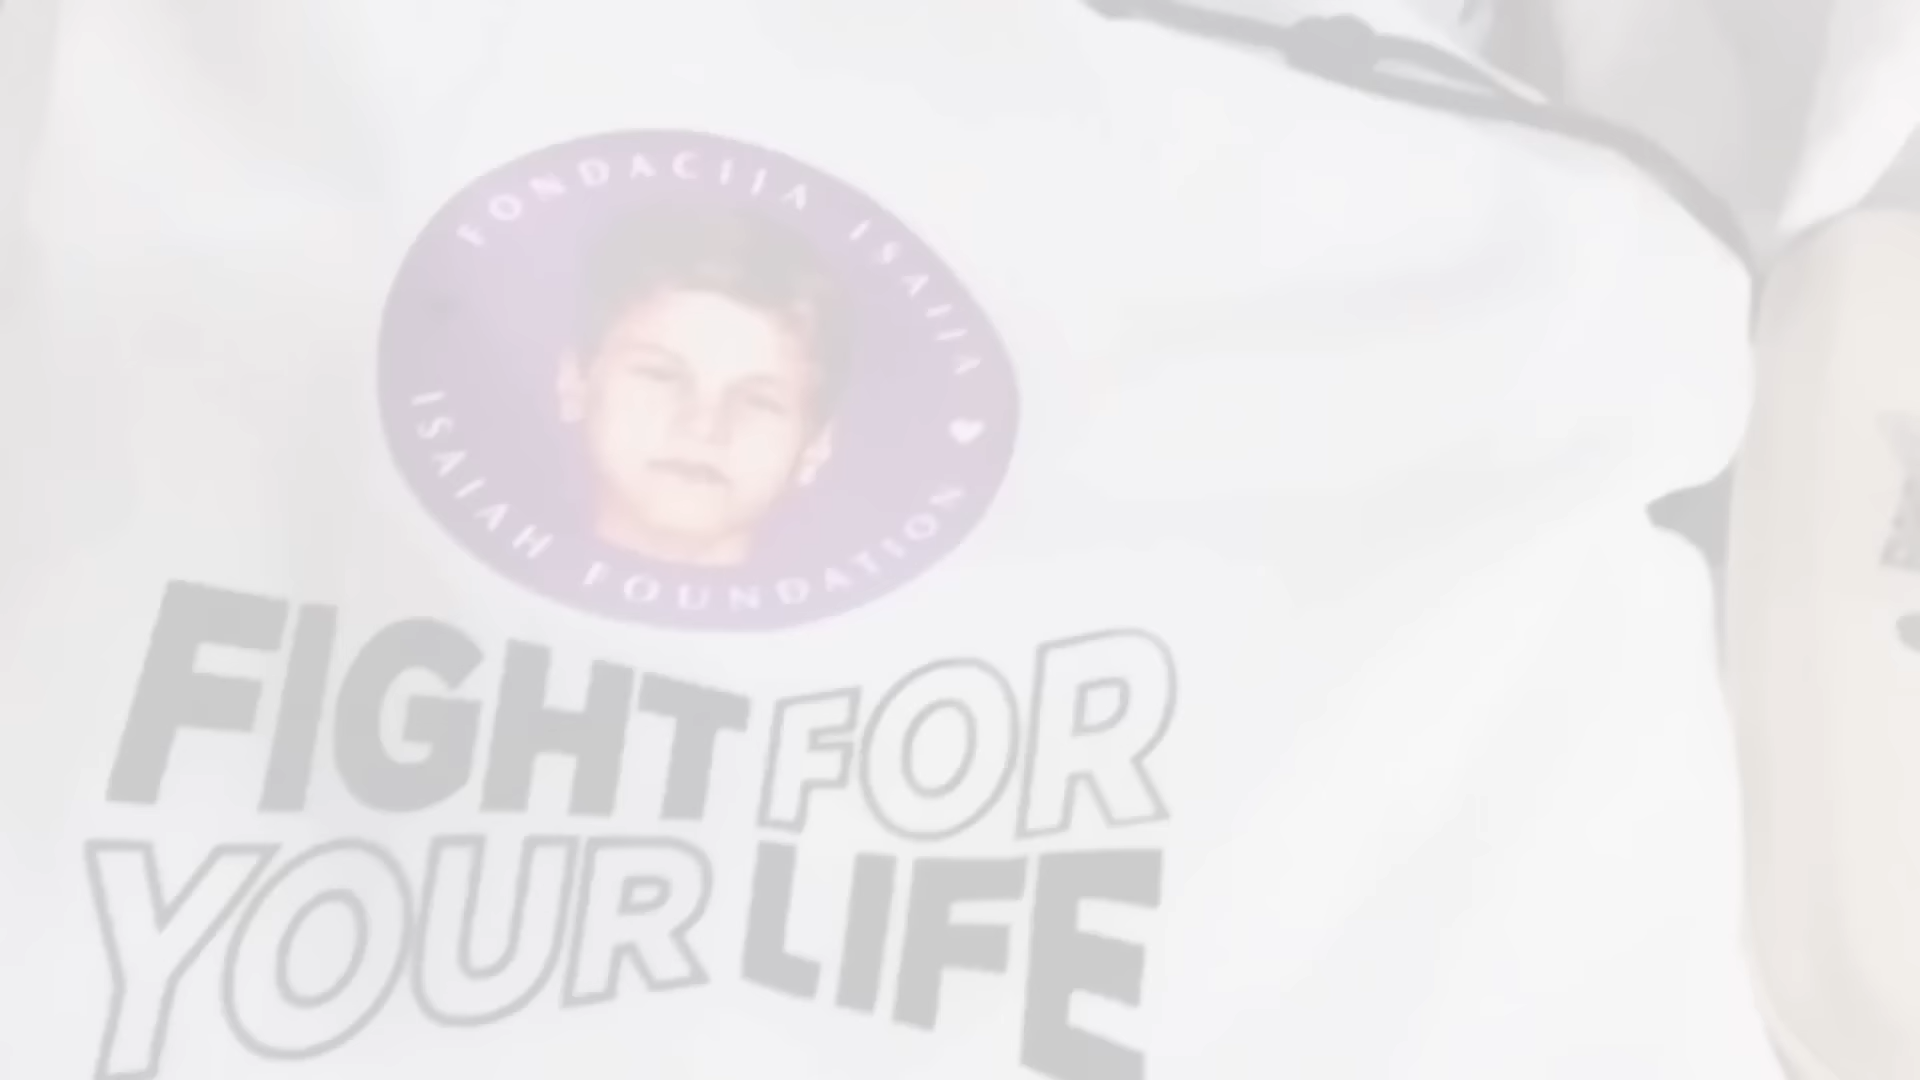 FONDACIJA ISAIJA ♥
ISAIAH FOUNDATION
FIGHT FOR
YOUR LIFE